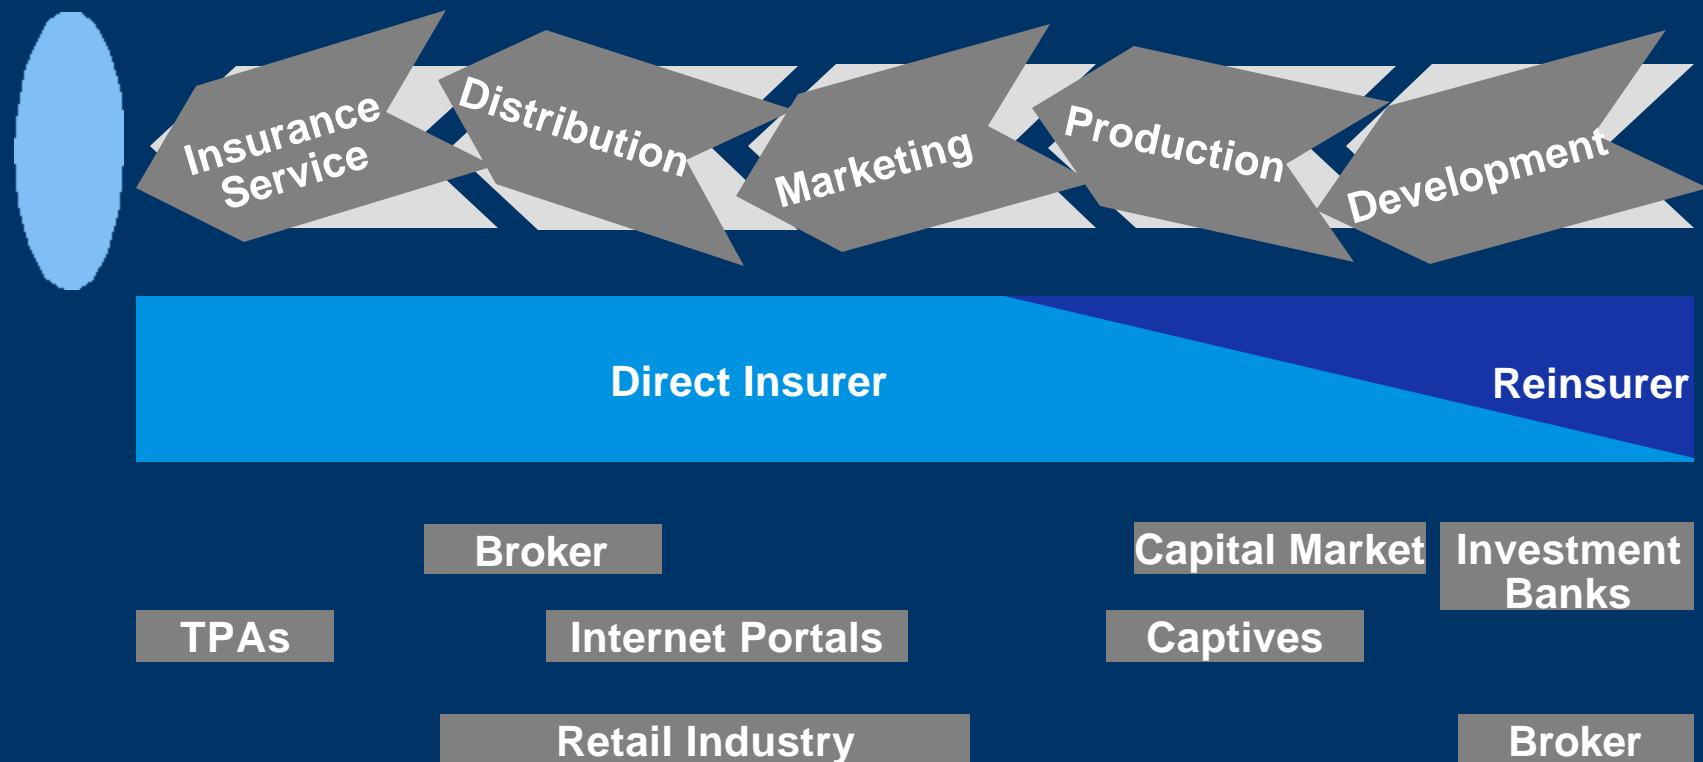 Insurance
Service
Distribution
Marketing
Production
Development
Direct Insurer
Reinsurer
Broker
Capital Market
Investment
Banks
TPAs
Internet Portals
Captives
Retail Industry
Broker